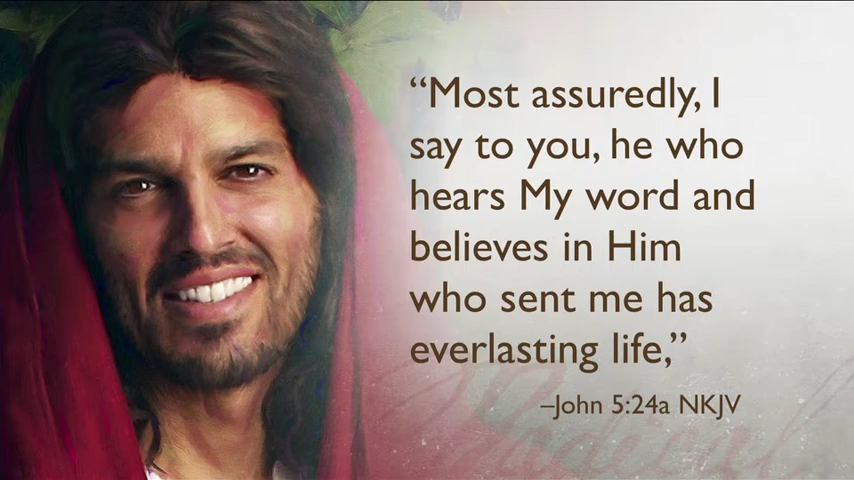 “Most assuredly, I
say to you, he who
hears My word and
believes in Him
who sent me has
everlasting life,”
–John 5:24a NKJV